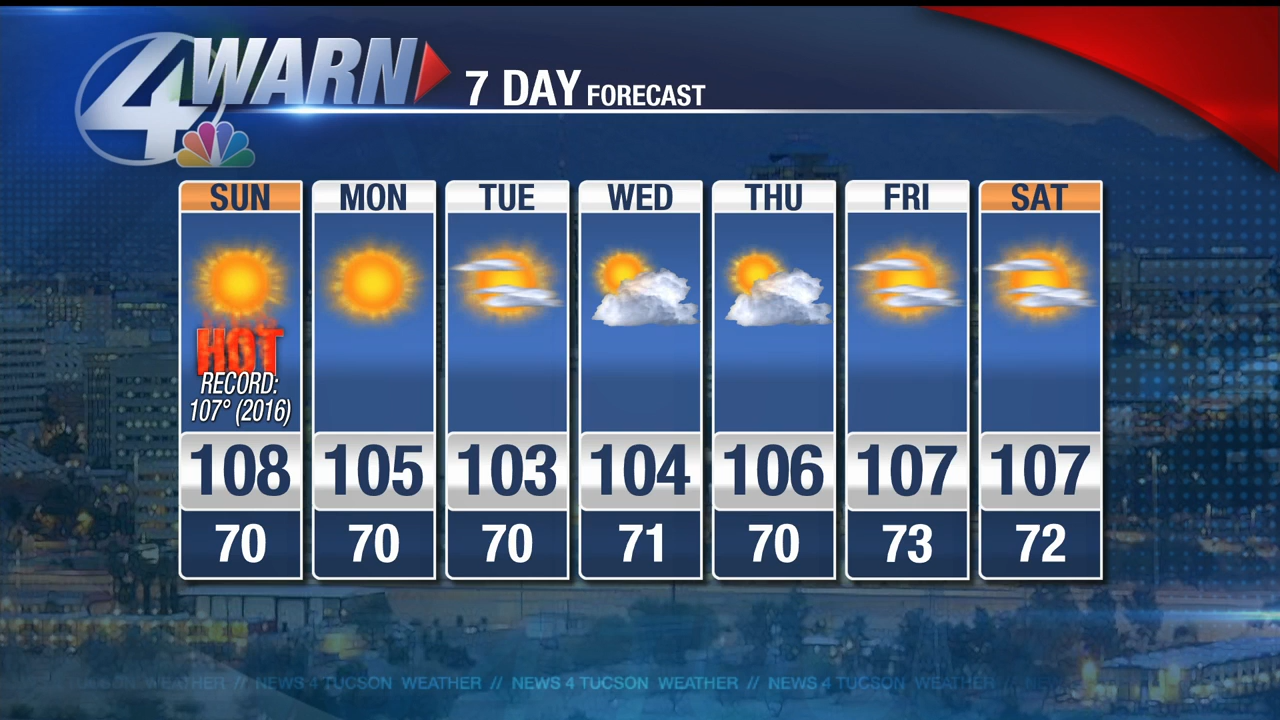 4WARN
7 DAY FORECAST
SUN MON TUE WED THU FRI SAT
HOT
RECORD:
107° (2016)
108 105 103 104 106 107 107
70 70 70 71 70 73 72
TUCSON WEATHER // NEWS 4 TUCSON WEATHER // NEWS 4 TUCSON WEATHER // NEWS 4 TUCSON WEATHER